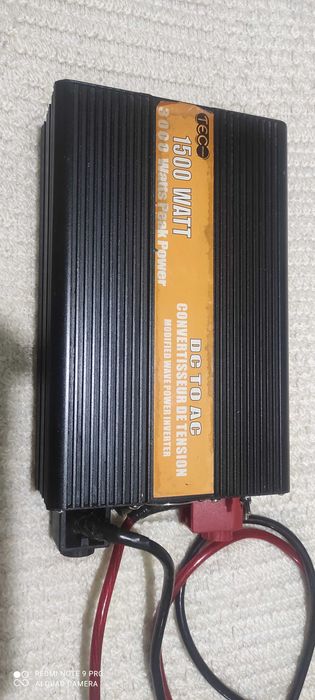 TECO
1500 WATT
3000 Watts Peak Power
DC TO AC
CONVERTISSEUR DE TENSION
MODIFIED WAVE POWER INVERTER
REDMI NOTE 9 PRO
AI QUAD CAMERA